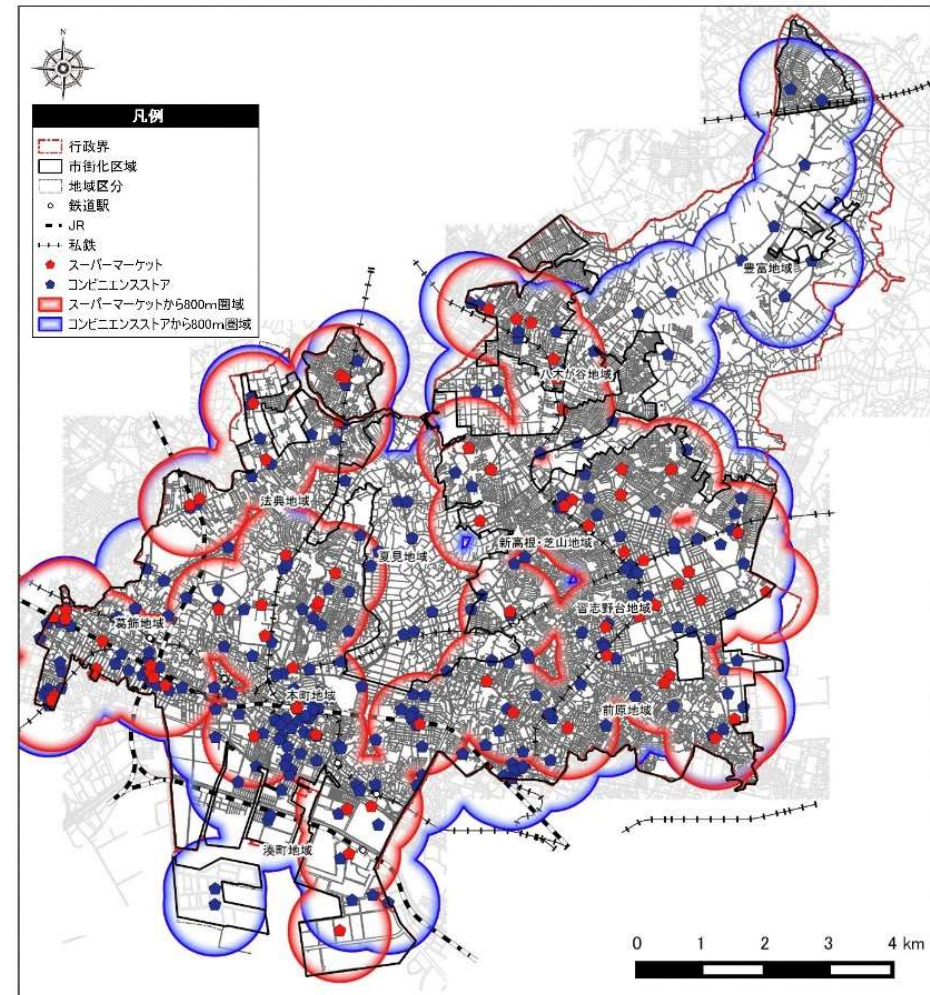 N
凡例
行政界
市街化区域
地域区分
鉄道駅
JR
私鉄
スーパーマーケット
コンビニエンスストア
スーパーマーケットから800m圏域
コンビニエンスストアから800m圏域
豊富地域
八木が谷地域
法典地域
夏見地域
新高根・芝山地域
習志野台地域
葛飾地域
本町地域
前原地域
湊町地域
0 1 2 3 4 km